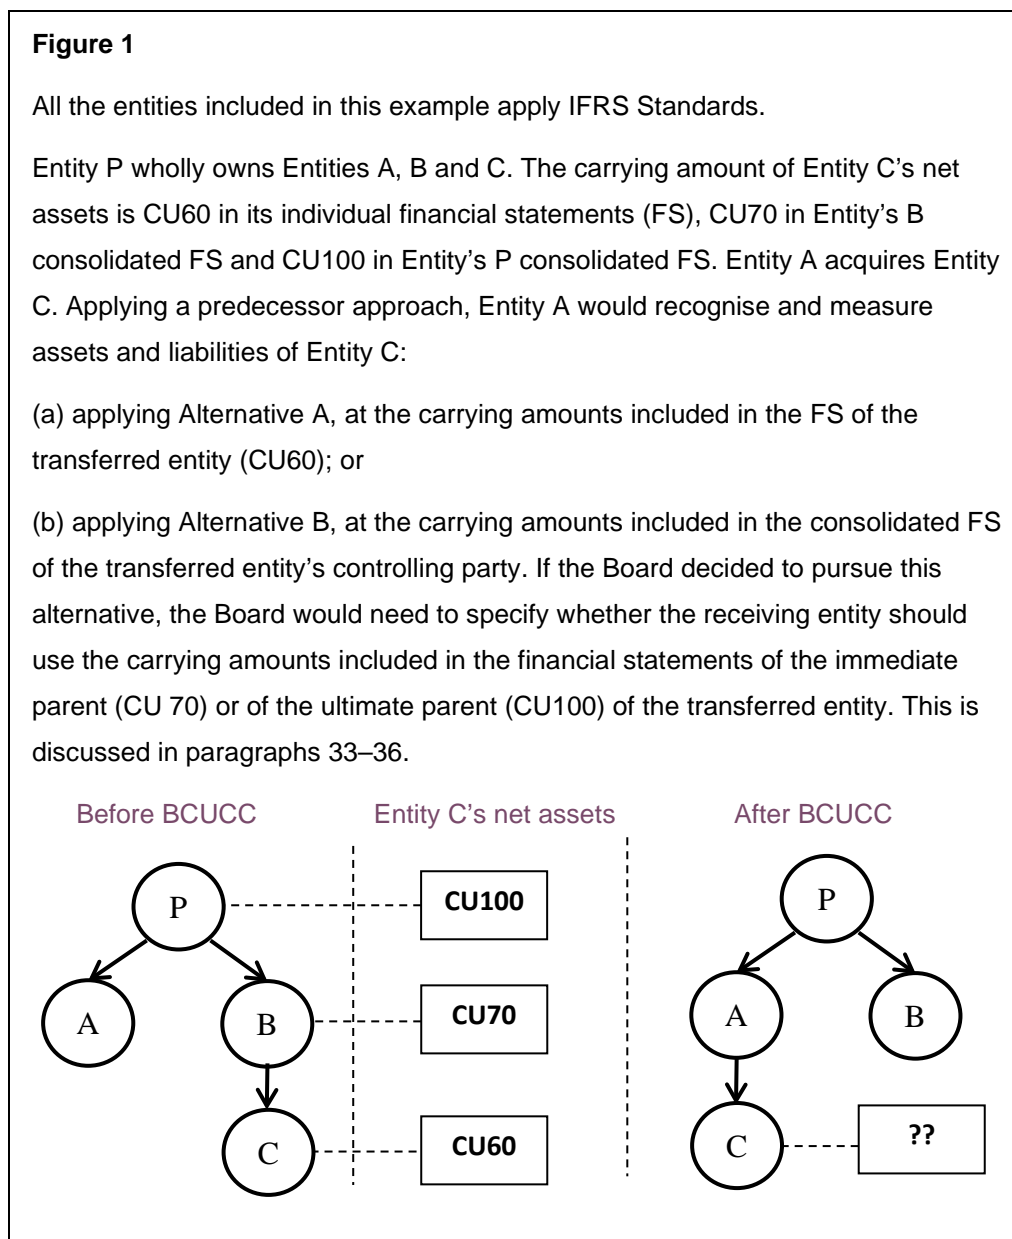 Figure 1
All the entities included in this example apply IFRS Standards.
Entity P wholly owns Entities A, B and C. The carrying amount of Entity C's net
assets is CU60 in its individual financial statements (FS), CU70 in Entity's B
consolidated FS and CU100 in Entity's P consolidated FS. Entity A acquires Entity
C. Applying a predecessor approach, Entity A would recognise and measure
assets and liabilities of Entity C:
(a) applying Alternative A, at the carrying amounts included in the FS of the
transferred entity (CU60); or
(b) applying Alternative B, at the carrying amounts included in the consolidated FS
of the transferred entity's controlling party. If the Board decided to pursue this
alternative, the Board would need to specify whether the receiving entity should
use the carrying amounts included in the financial statements of the immediate
parent (CU 70) or of the ultimate parent (CU100) of the transferred entity. This is
discussed in paragraphs 33–36.
Before BCUCC Entity C's net assets After BCUCC
P CU100 P
A B CU70 A B
C CU60 C ??